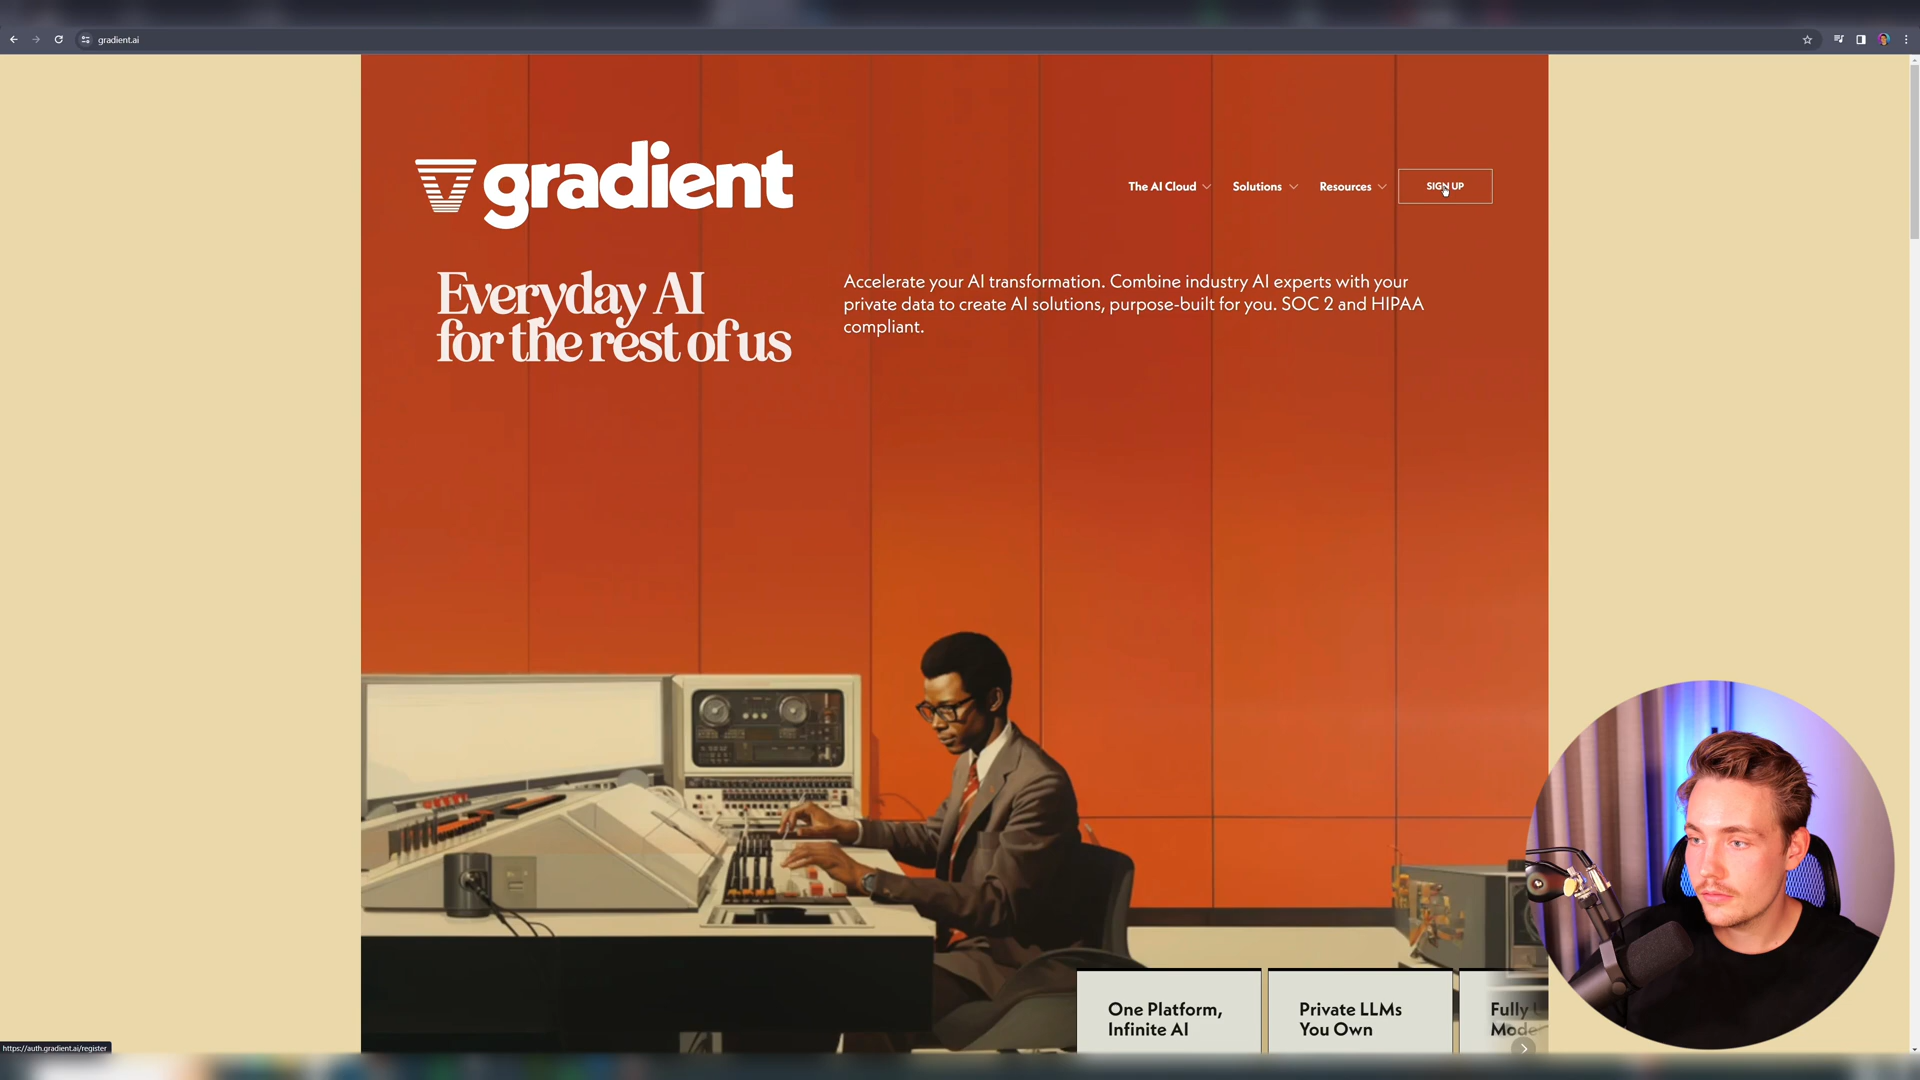 gradient.ai
gradient
The AI Cloud
Solutions
Resources
SIGN UP
Everyday AI
for the rest of us
Accelerate your AI transformation. Combine industry AI experts with your
private data to create AI solutions, purpose-built for you. SOC 2 and HIPAA
compliant.
One Platform,
Infinite AI
Private LLMs
You Own
Fully
Mode
https://auth.gradient.ai/register